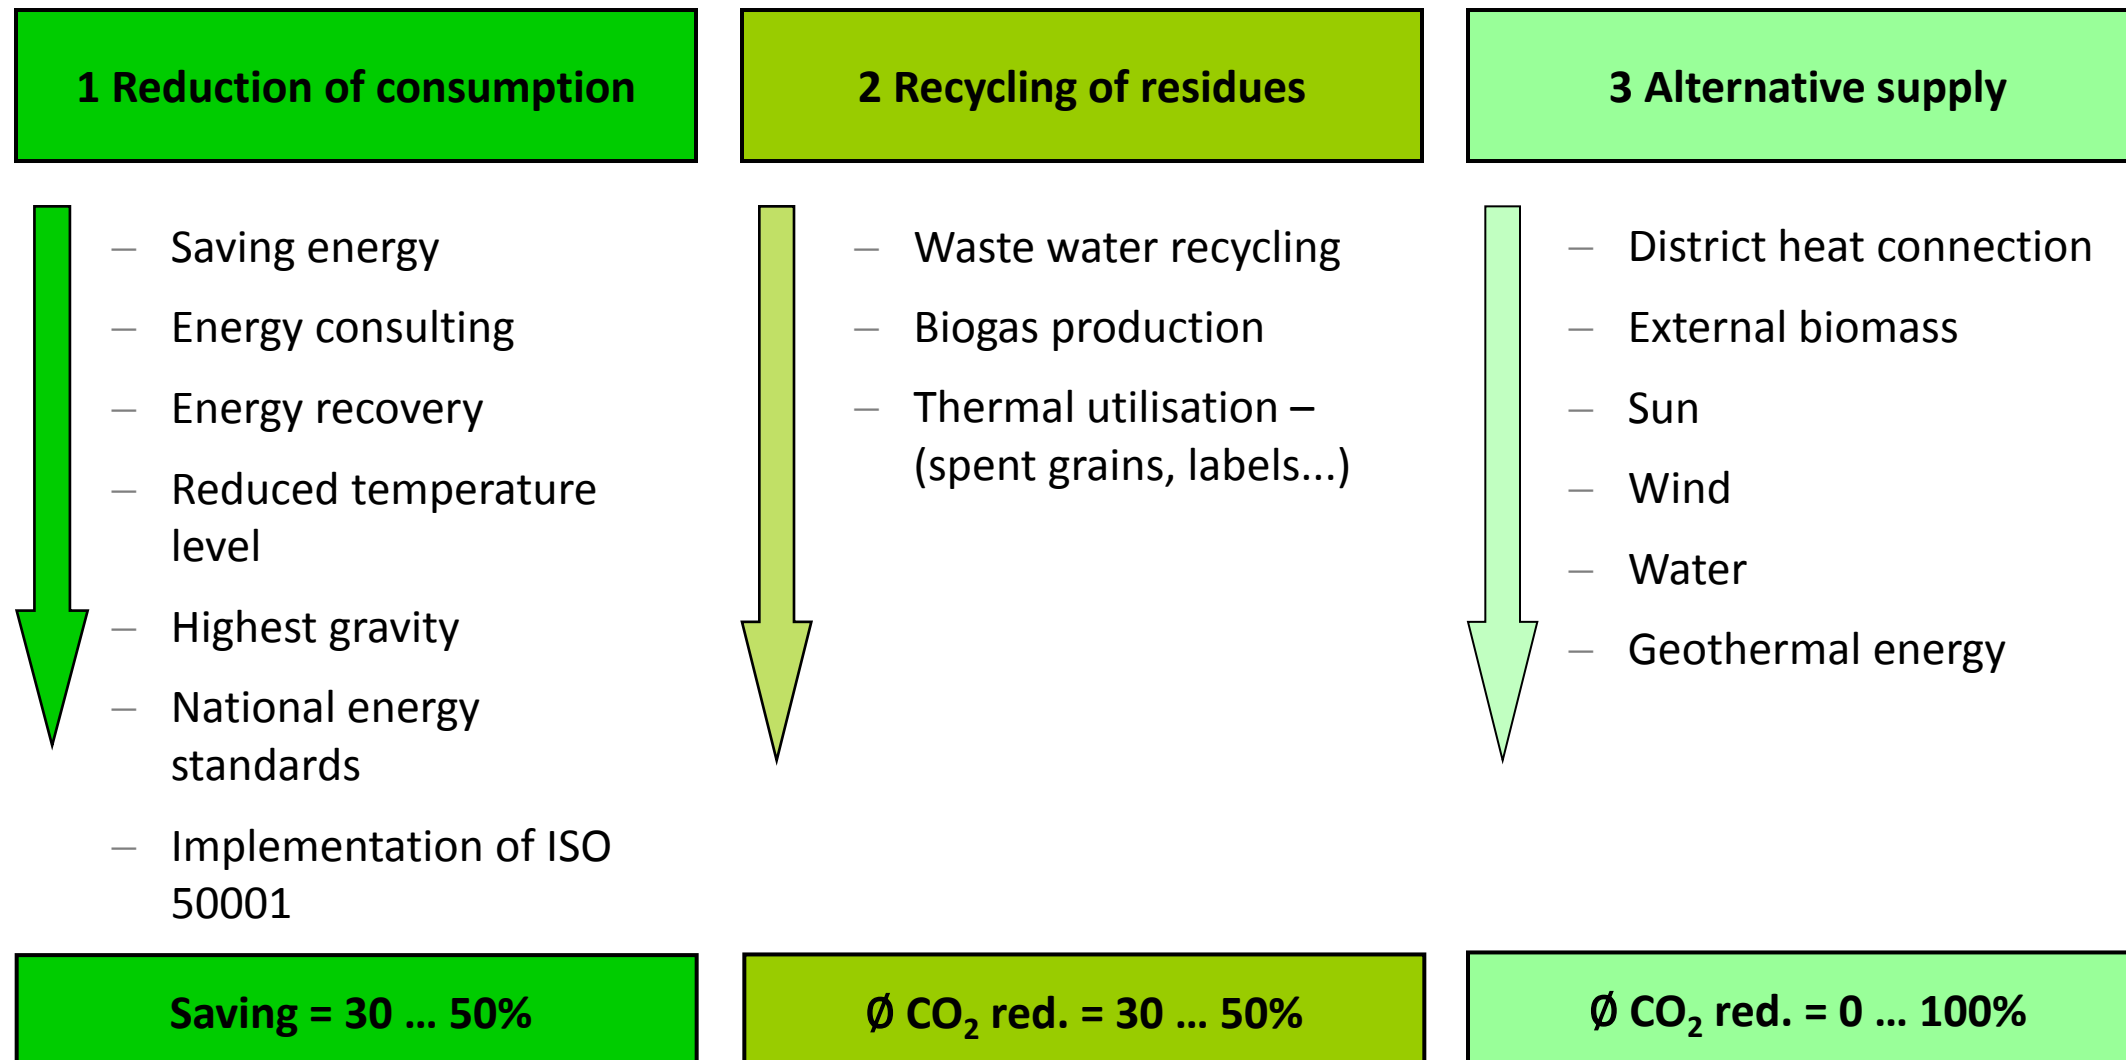 1 Reduction of consumption
– Saving energy
– Energy consulting
– Energy recovery
– Reduced temperature
level
– Highest gravity
– National energy
standards
– Implementation of ISO
50001
Saving = 30 ... 50%
2 Recycling of residues
– Waste water recycling
– Biogas production
– Thermal utilisation –
(spent grains, labels...)
Ø CO₂ red. = 30 ... 50%
3 Alternative supply
– District heat connection
– External biomass
– Sun
– Wind
– Water
– Geothermal energy
Ø CO₂ red. = 0 ... 100%